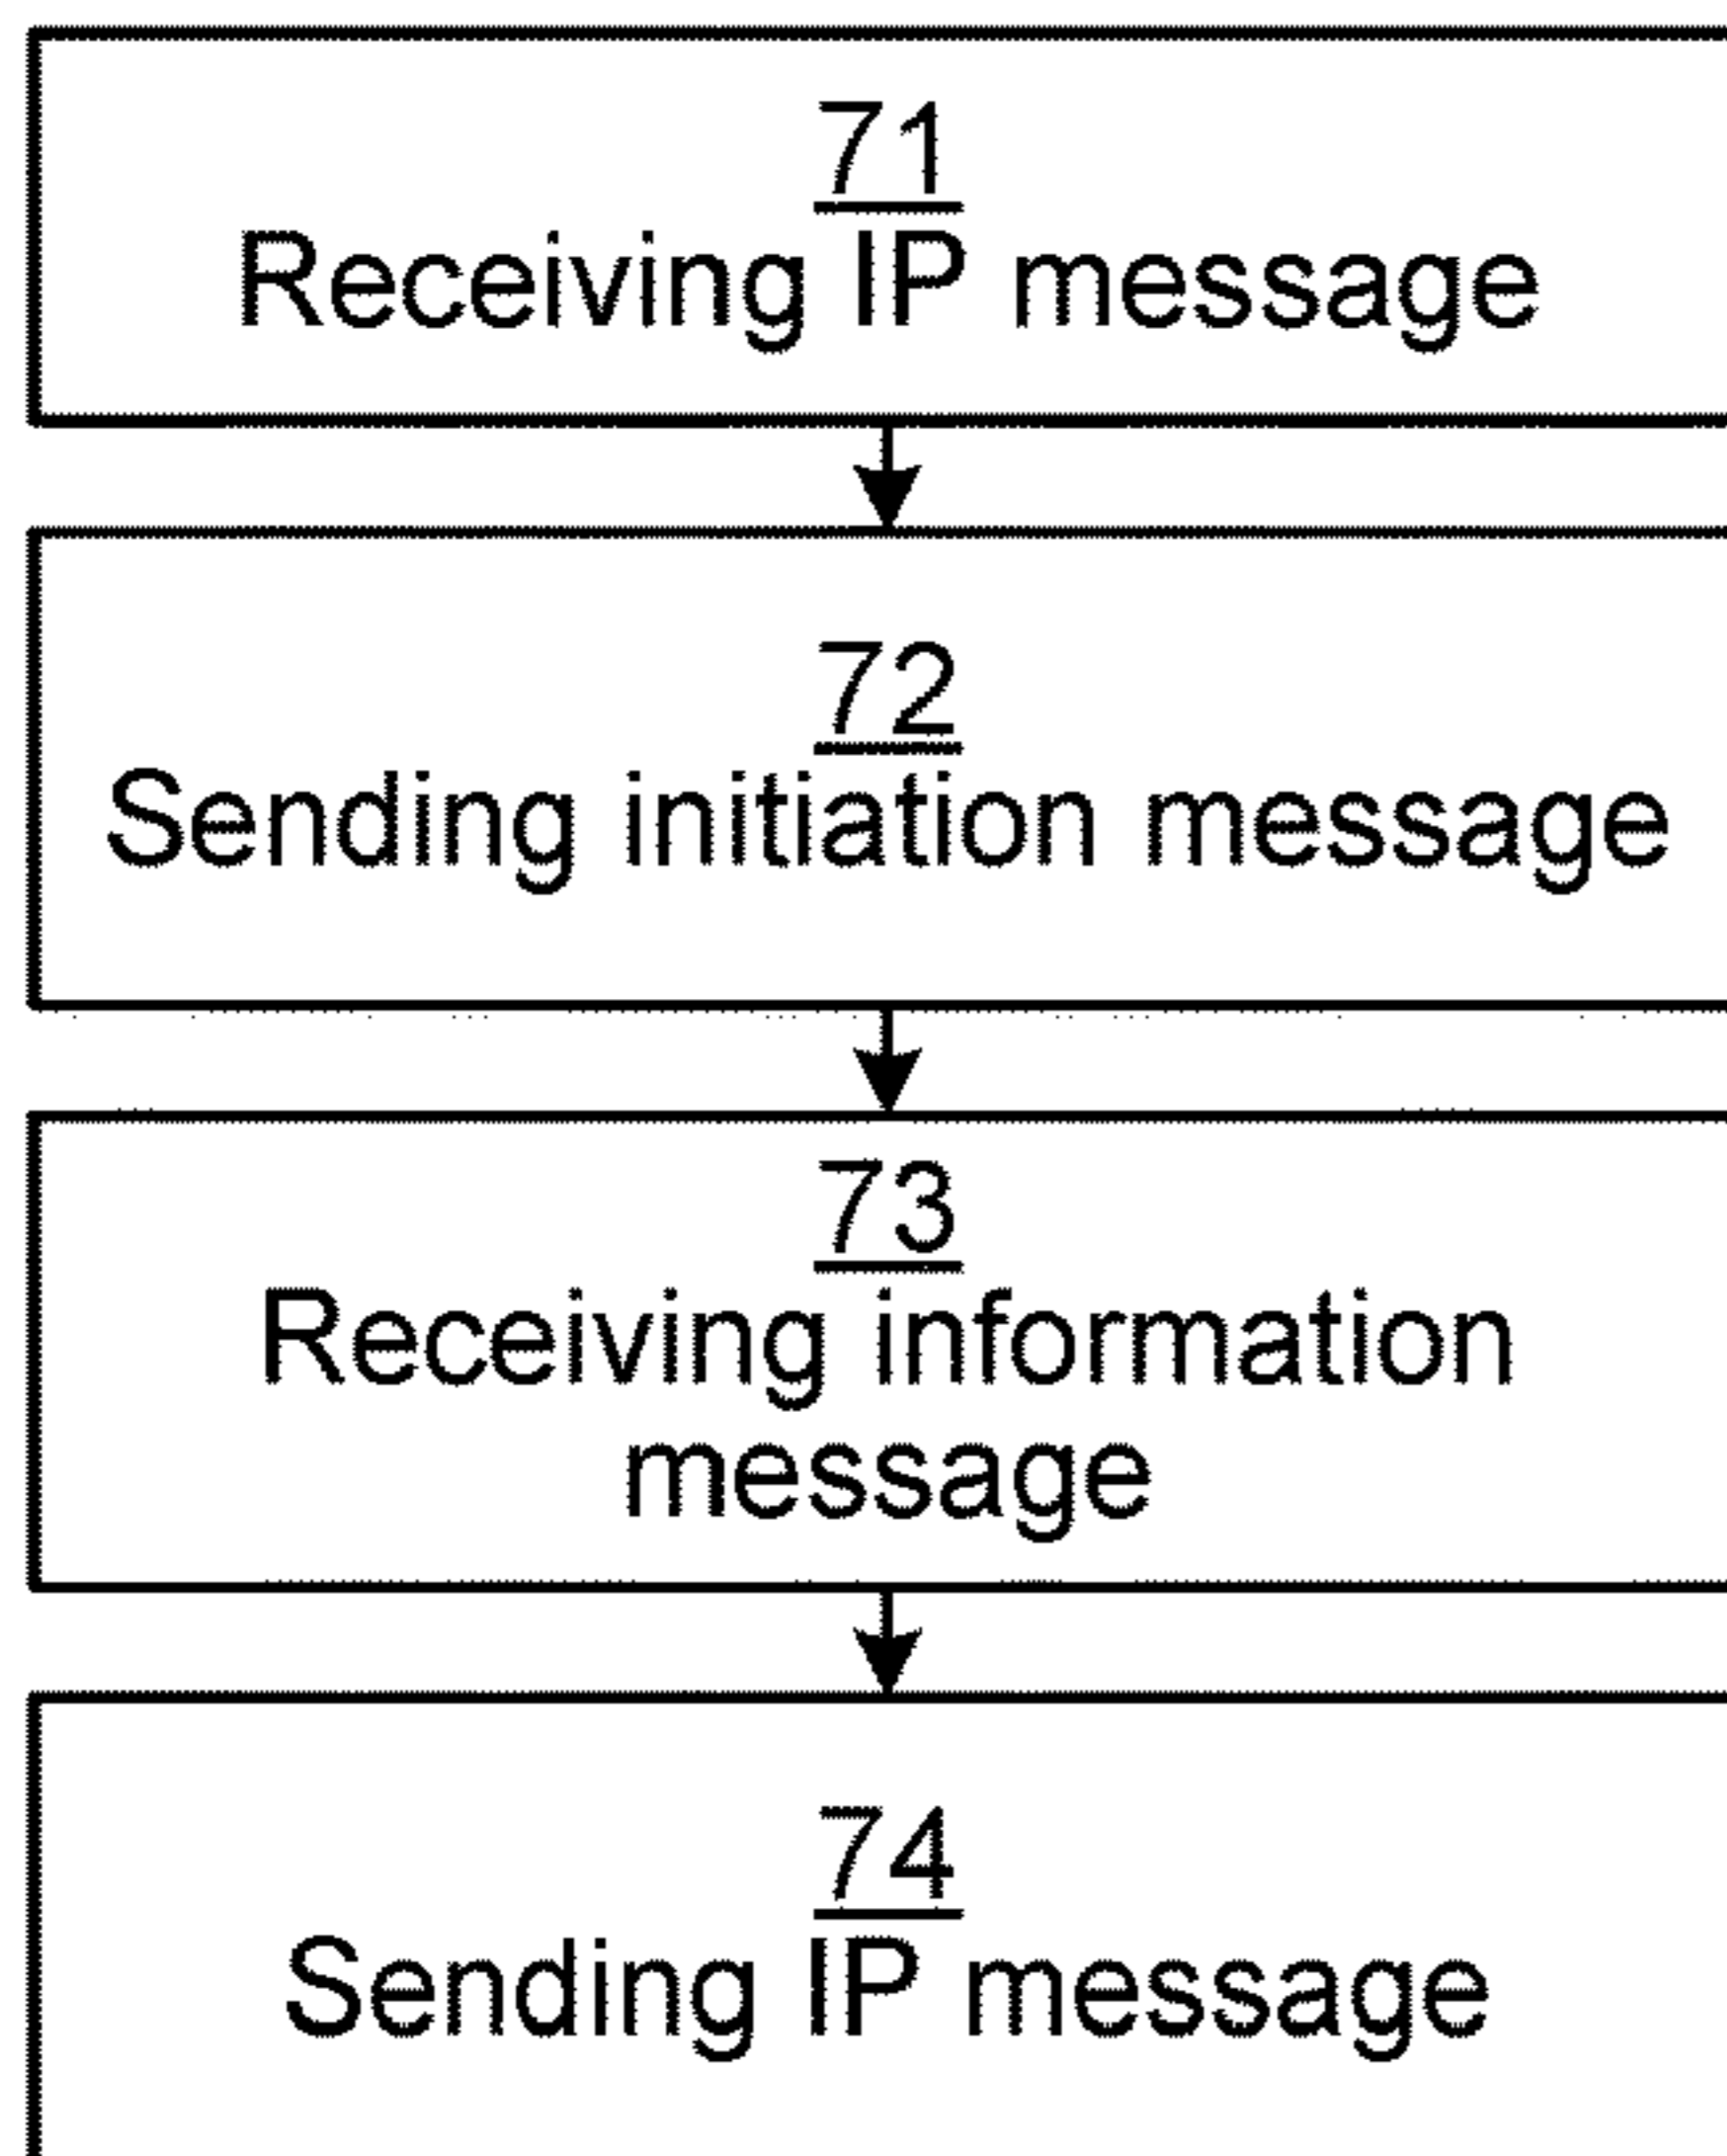 71
Receiving IP message
72
Sending initiation message
73
Receiving information
message
74
Sending IP message